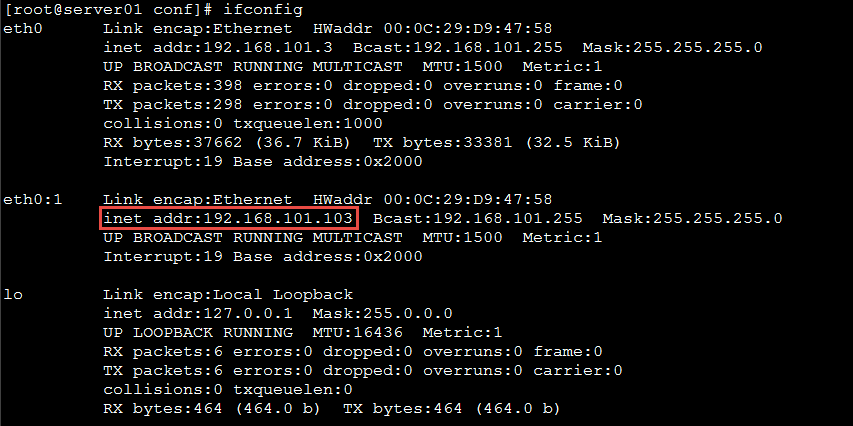 [root@server01 conf]# ifconfig
eth0      Link encap:Ethernet  HWaddr 00:0C:29:D9:47:58
          inet addr:192.168.101.3  Bcast:192.168.101.255  Mask:255.255.255.0
          UP BROADCAST RUNNING MULTICAST  MTU:1500  Metric:1
          RX packets:398 errors:0 dropped:0 overruns:0 frame:0
          TX packets:298 errors:0 dropped:0 overruns:0 carrier:0
          collisions:0 txqueuelen:1000
          RX bytes:37662 (36.7 KiB)  TX bytes:33381 (32.5 KiB)
          Interrupt:19 Base address:0x2000

eth0:1    Link encap:Ethernet  HWaddr 00:0C:29:D9:47:58
          inet addr:192.168.101.103  Bcast:192.168.101.255  Mask:255.255.255.0
          UP BROADCAST RUNNING MULTICAST  MTU:1500  Metric:1
          Interrupt:19 Base address:0x2000

lo        Link encap:Local Loopback
          inet addr:127.0.0.1  Mask:255.0.0.0
          UP LOOPBACK RUNNING  MTU:16436  Metric:1
          RX packets:6 errors:0 dropped:0 overruns:0 frame:0
          TX packets:6 errors:0 dropped:0 overruns:0 carrier:0
          collisions:0 txqueuelen:0
          RX bytes:464 (464.0 b)  TX bytes:464 (464.0 b)